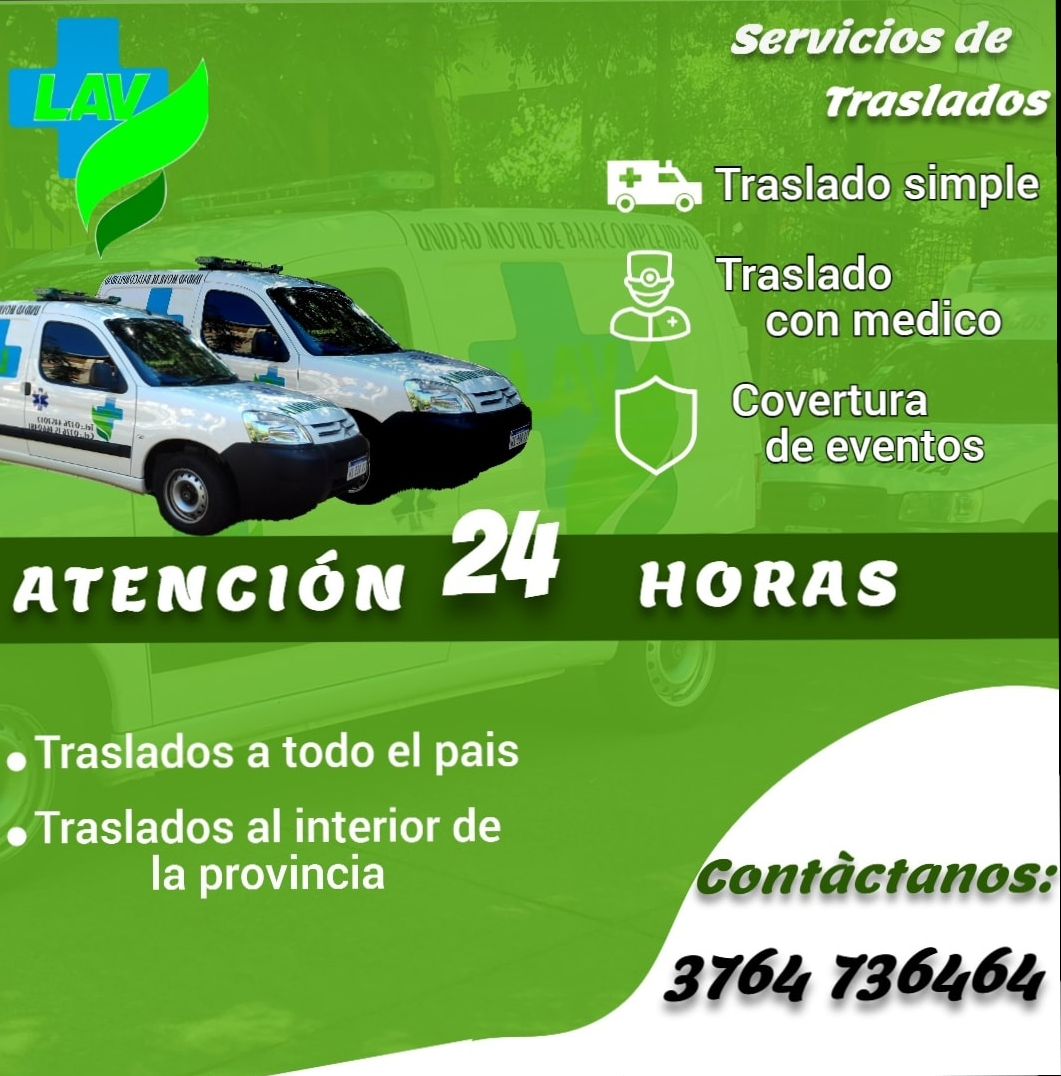 LAV
Servicios de
Traslados
Traslado simple
Traslado
con medico
Covertura
de eventos
UNIDAD MOVIL DE BAJA COMPLEJIDAD
ATENCIÓN 24 HORAS
Traslados a todo el pais
Traslados al interior de
la provincia
Contàctanos:
3764 736464